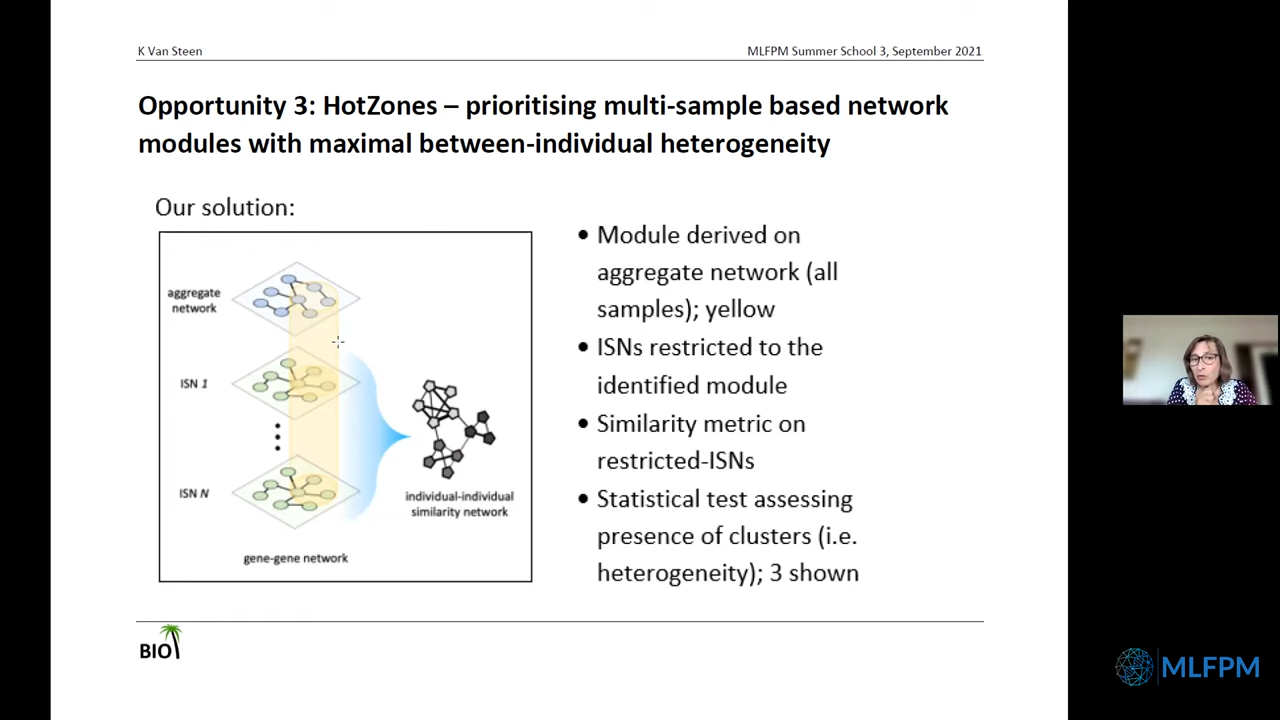 K Van Steen
MLFPM Summer School 3, September 2021
Opportunity 3: HotZones – prioritising multi-sample based network
modules with maximal between-individual heterogeneity
Our solution:
aggregate
network
ISN 1
ISN N
gene-gene network
individual-individual
similarity network
• Module derived on
aggregate network (all
samples); yellow
• ISNs restricted to the
identified module
• Similarity metric on
restricted-ISNs
• Statistical test assessing
presence of clusters (i.e.
heterogeneity); 3 shown
BIO
MLFPM